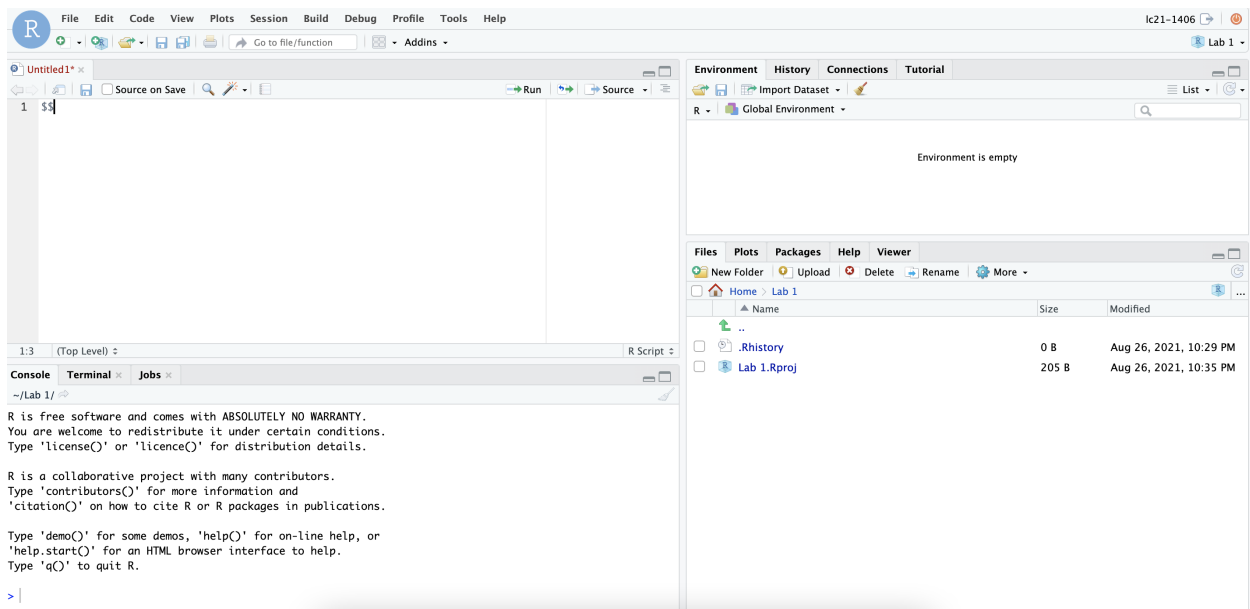 R
File Edit Code View Plots Session Build Debug Profile Tools Help
lc21-1406
Go to file/function
Addins
R Lab 1
Untitled1*
Source on Save
Run
Source
1 $$
1:3 (Top Level)
R Script
Console Terminal Jobs
~/Lab 1/
R is free software and comes with ABSOLUTELY NO WARRANTY.
You are welcome to redistribute it under certain conditions.
Type 'license()' or 'licence()' for distribution details.
R is a collaborative project with many contributors.
Type 'contributors()' for more information and
'citation()' on how to cite R or R packages in publications.
Type 'demo()' for some demos, 'help()' for on-line help, or
'help.start()' for an HTML browser interface to help.
Type 'q()' to quit R.
>
Environment History Connections Tutorial
Import Dataset
List
R Global Environment
Environment is empty
Files Plots Packages Help Viewer
New Folder Upload Delete Rename More
Home Lab 1
R ...
Name Size Modified
..
.Rhistory 0 B Aug 26, 2021, 10:29 PM
R Lab 1.Rproj 205 B Aug 26, 2021, 10:35 PM